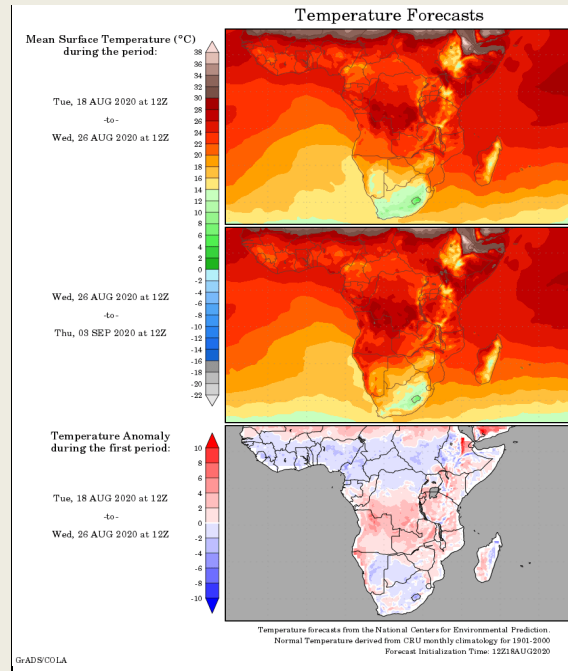 Temperature Forecasts
Mean Surface Temperature (°C)
during the period:
Tue, 18 AUG 2020 at 12Z
-to-
Wed, 26 AUG 2020 at 12Z
38
36
34
32
30
28
26
24
22
20
18
16
14
12
10
8
6
4
2
0
-2
-4
-6
-8
-10
-12
-14
-16
-18
-20
-22
Wed, 26 AUG 2020 at 12Z
-to-
Thu, 03 SEP 2020 at 12Z
Temperature Anomaly
during the first period:
Tue, 18 AUG 2020 at 12Z
-to-
Wed, 26 AUG 2020 at 12Z
10
8
6
4
2
0
-2
-4
-6
-8
-10
Temperature forecasts from the National Centers for Environmental Prediction.
Normal Temperature derived from CRU monthly climatology for 1901-2000
Forecast Initialization Time: 12Z18AUG2020
GrADS/COLA